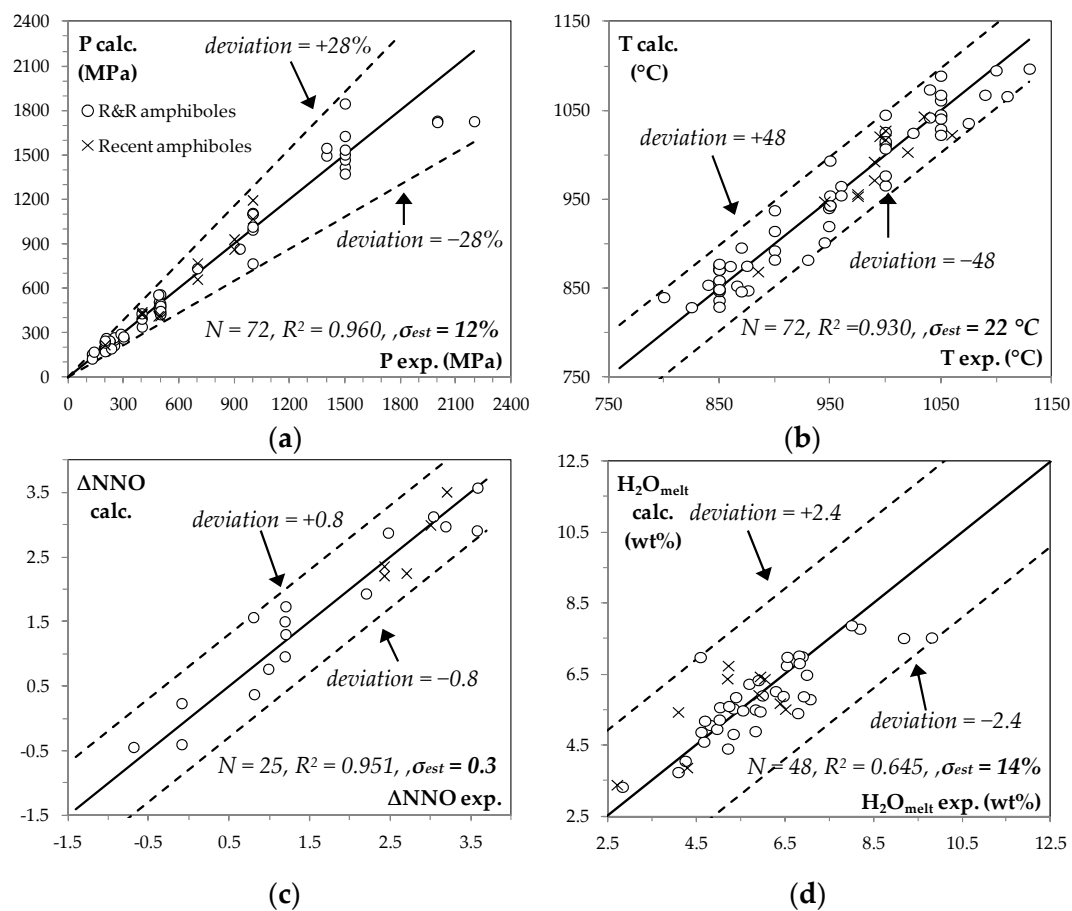 2400
2100
1800
1500
1200
900
600
300
0
P calc.
(MPa)
deviation = +28%
R&R amphiboles
Recent amphiboles
deviation = −28%
N = 72, R² = 0.960, ,σest = 12%
P exp. (MPa)
0 300 600 900 1200 1500 1800 2100 2400
(a)
1150
1050
950
850
750
T calc.
(°C)
deviation = +48
deviation = −48
N = 72, R² =0.930, ,σest = 22 °C
T exp. (°C)
750 850 950 1050 1150
(b)
3.5
2.5
1.5
0.5
-0.5
-1.5
ΔNNO
calc.
deviation = +0.8
deviation = −0.8
N = 25, R² = 0.951, ,σest = 0.3
ΔNNO exp.
-1.5 -0.5 0.5 1.5 2.5 3.5
(c)
12.5
10.5
8.5
6.5
4.5
2.5
H₂Omelt
calc.
(wt%)
deviation = +2.4
deviation = −2.4
N = 48, R² = 0.645, ,σest = 14%
H₂Omelt exp. (wt%)
2.5 4.5 6.5 8.5 10.5 12.5
(d)